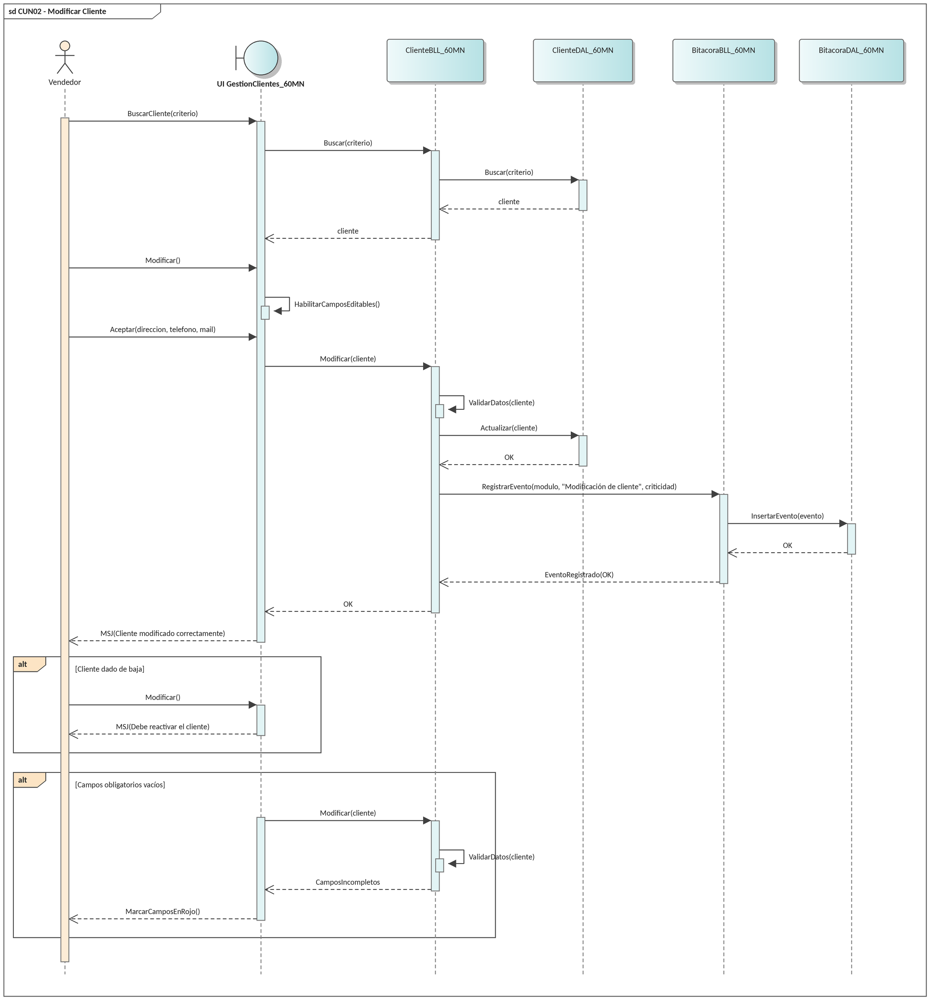 sd CUN02 - Modificar Cliente
Vendedor
UI GestionClientes_60MN
ClienteBLL_60MN
ClienteDAL_60MN
BitacoraBLL_60MN
BitacoraDAL_60MN
BuscarCliente(criterio)
Buscar(criterio)
Buscar(criterio)
cliente
cliente
Modificar()
HabilitarCamposEditables()
Aceptar(direccion, telefono, mail)
Modificar(cliente)
ValidarDatos(cliente)
Actualizar(cliente)
OK
RegistrarEvento(modulo, "Modificación de cliente", criticidad)
InsertarEvento(evento)
OK
EventoRegistrado(OK)
OK
MSJ(Cliente modificado correctamente)
alt
[Cliente dado de baja]
Modificar()
MSJ(Debe reactivar el cliente)
alt
[Campos obligatorios vacíos]
Modificar(cliente)
ValidarDatos(cliente)
CamposIncompletos
MarcarCamposEnRojo()